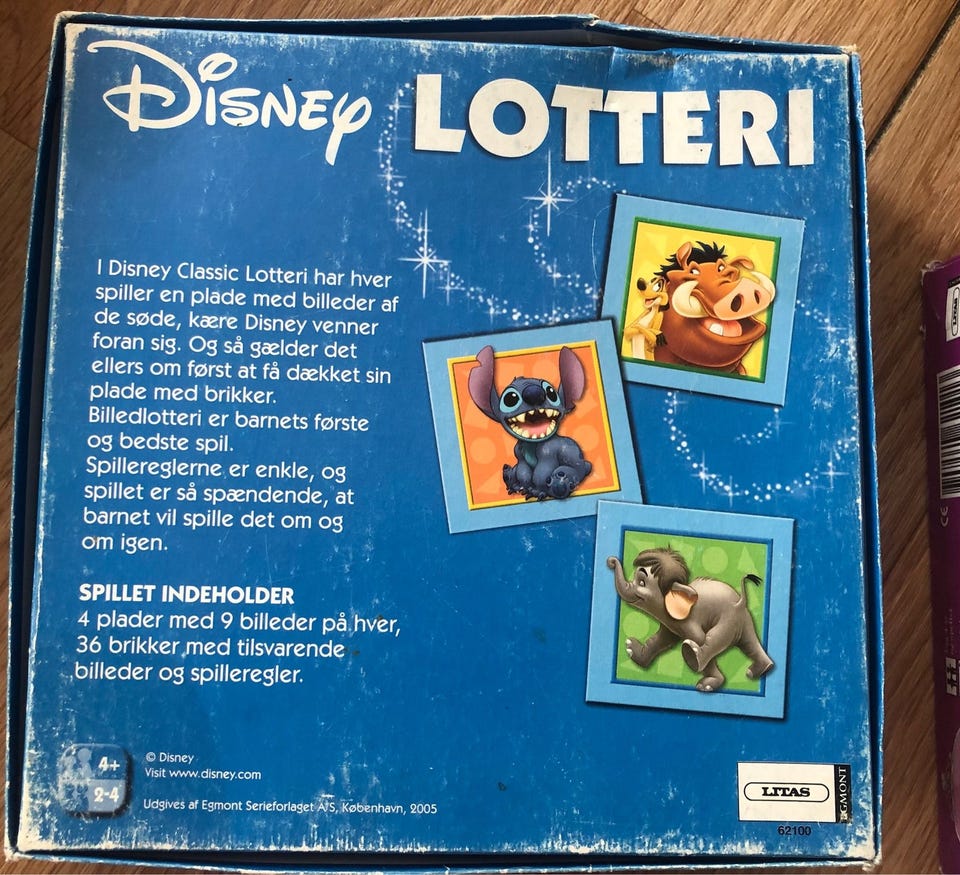 Disney LOTTERI
I Disney Classic Lotteri har hver
spiller en plade med billeder af
de søde, kære Disney venner
foran sig. Og så gælder det
ellers om først at få dækket sin
plade med brikker.
Billedlotteri er barnets første
og bedste spil.
Spillereglerne er enkle, og
spillet er så spændende, at
barnet vil spille det om og
om igen.
SPILLET INDEHOLDER
4 plader med 9 billeder på hver,
36 brikker med tilsvarende
billeder og spilleregler.
4+
2-4
© Disney
Visit www.disney.com
Udgives af Egmont Serieforlaget A/S, København, 2005
LITAS
EGMONT
62100
LITAS
CE